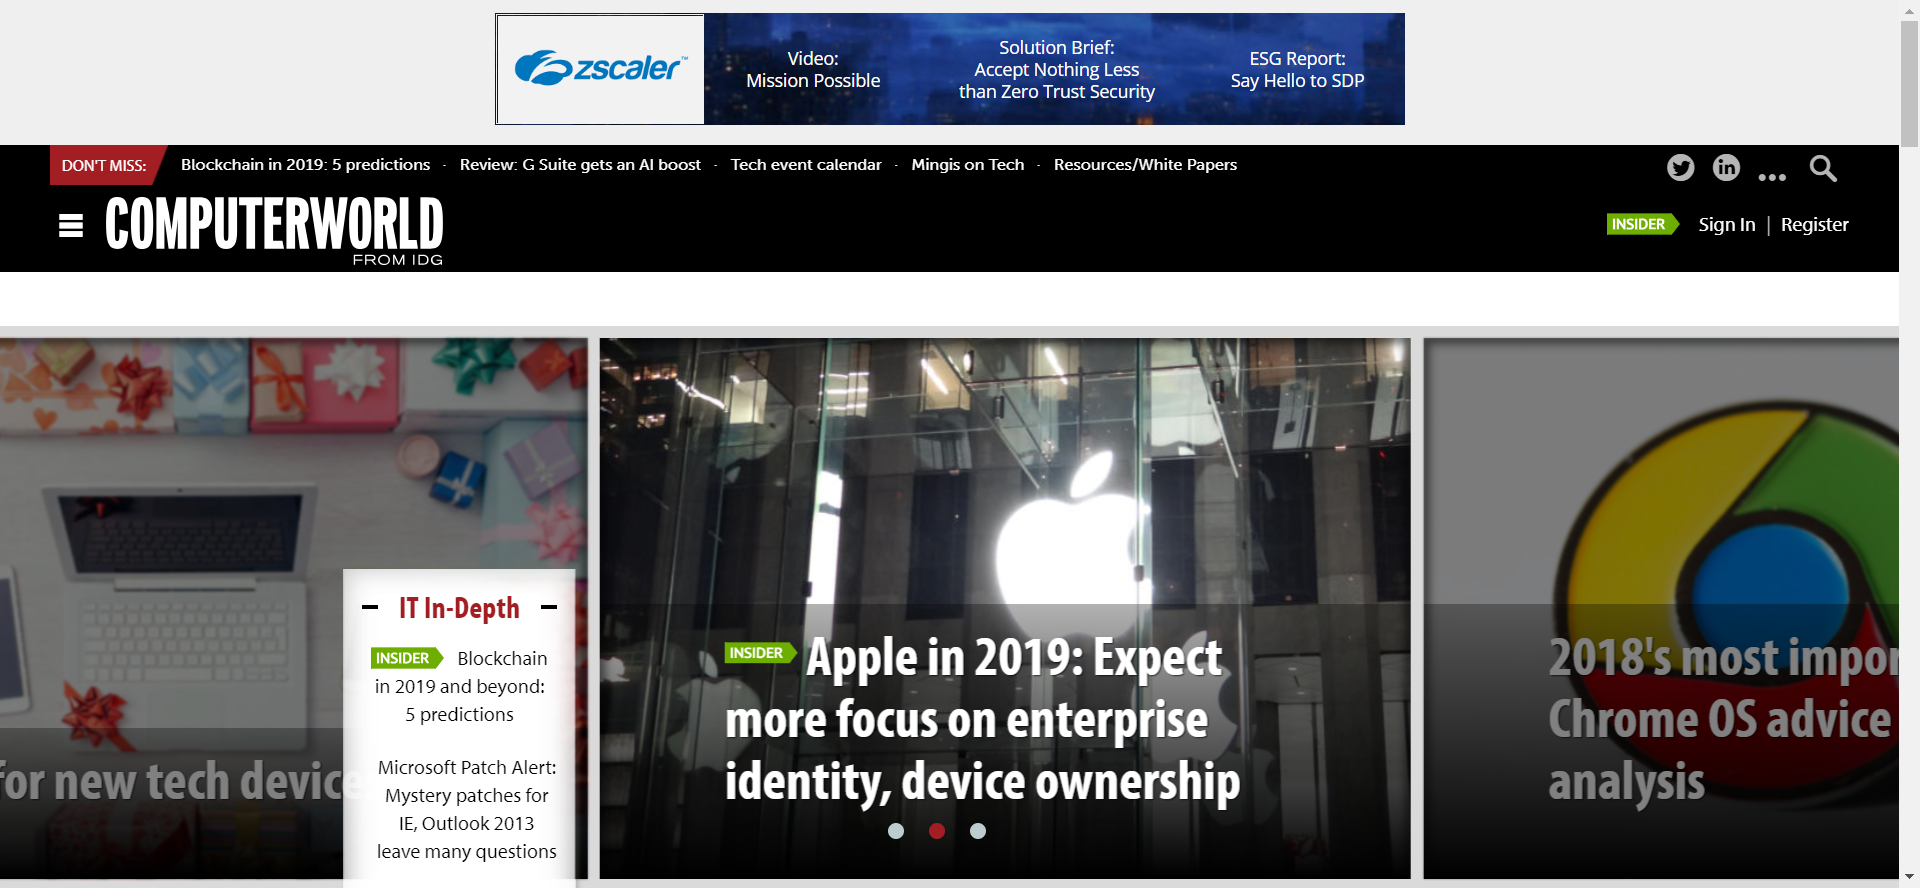 zscaler™
Video:
Mission Possible
Solution Brief:
Accept Nothing Less
than Zero Trust Security
ESG Report:
Say Hello to SDP
DON'T MISS:
Blockchain in 2019: 5 predictions · Review: G Suite gets an AI boost · Tech event calendar · Mingis on Tech · Resources/White Papers
in
COMPUTERWORLD
FROM IDG
INSIDER Sign In | Register
for new tech device
IT In-Depth
INSIDER Blockchain
in 2019 and beyond:
5 predictions
Microsoft Patch Alert:
Mystery patches for
IE, Outlook 2013
leave many questions
INSIDER Apple in 2019: Expect
more focus on enterprise
identity, device ownership
2018's most impor
Chrome OS advice
analysis